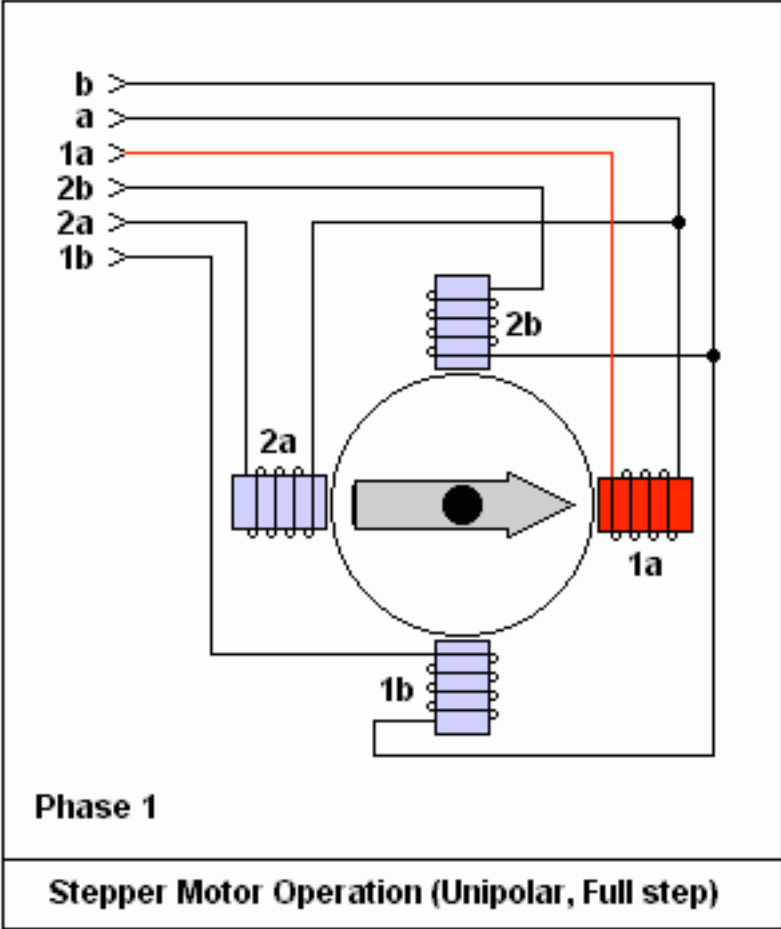 b
a
1a
2b
2a
1b
2b
2a
1a
1b
Phase 1
Stepper Motor Operation (Unipolar, Full step)